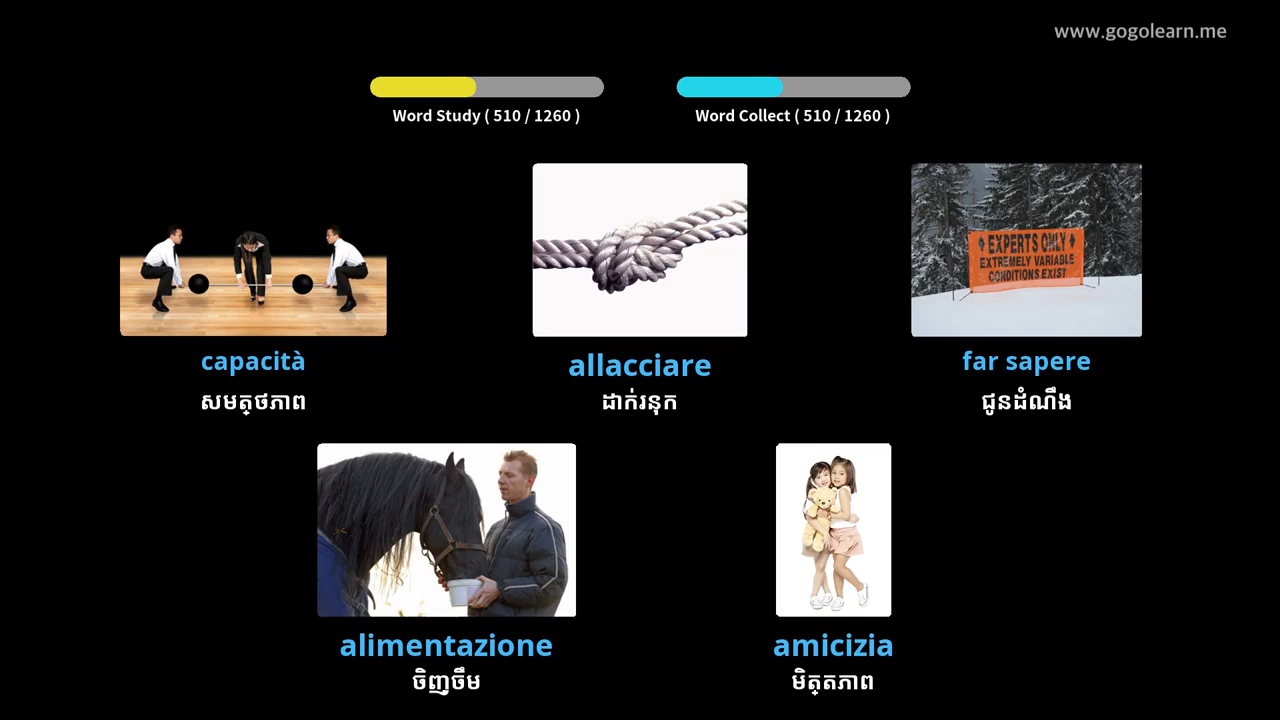 www.gogolearn.me
Word Study ( 510 / 1260 )
Word Collect ( 510 / 1260 )
EXPERTS ONLY
EXTREMELY VARIABLE
CONDITIONS EXIST
capacità
សមត្ថភាព
allacciare
ដាក់រនុក
far sapere
ជូនដំណឹង
alimentazione
ចិញ្ចឹម
amicizia
មិត្តភាព